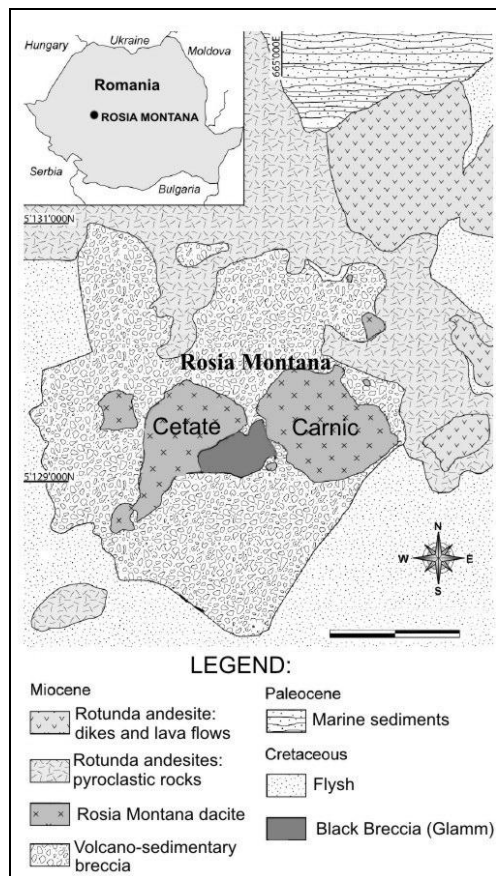 Hungary
Ukraine
Moldova
Romania
ROSIA MONTANA
Serbia
Bulgaria
665'000E
5'131'000N
Rosia Montana
Cetate
Carnic
5'129'000N
N
W
E
S
LEGEND:
Miocene
Rotunda andesite:
dikes and lava flows
Rotunda andesites:
pyroclastic rocks
Rosia Montana dacite
Volcano-sedimentary
breccia
Paleocene
Marine sediments
Cretaceous
Flysh
Black Breccia (Glamm)